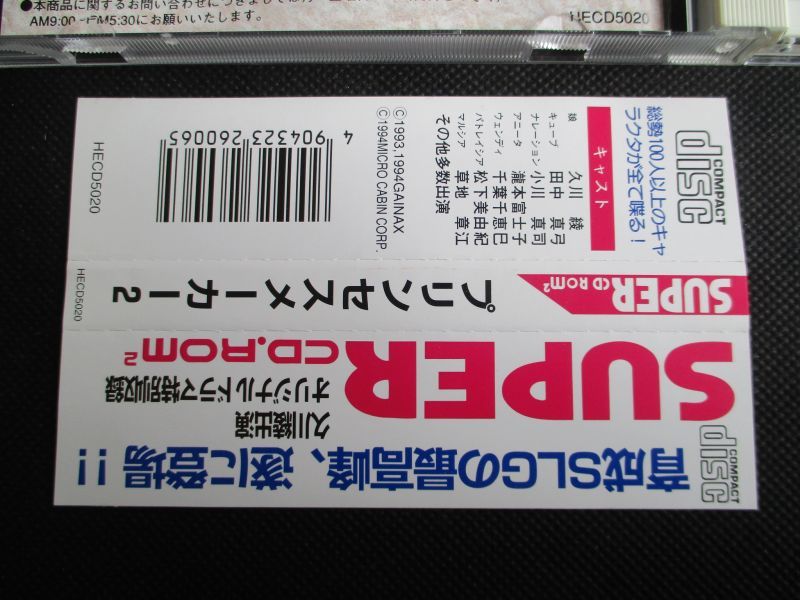 ●本商品に関するお問い合わせにつきましては
AM9:00～PM5:30にお願いいたします。
HECD5020
COMPACT
disc
総勢100人以上のキャ
ラクタが全て喋る！
キャスト
娘 久川 綾
キューブ 田中 真弓
ナレーション 小川 真司
アニータ 瀧本富士子
ウェンディ 千葉千恵巳
パトレイシア 松下美由紀
マルシア 草地 章江
その他多数出演
©1993,1994GAINAX
©1994MICRO CABIN CORP.
4 904323 260065
HECD5020
SUPER
CD ROM²
プリンセスメーカー2
HECD5020
SUPER
CD.ROM²
久川綾出演
オリジナルドラマ特別収録
育成SLGの最高峰、遂に登場!!
COMPACT
disc